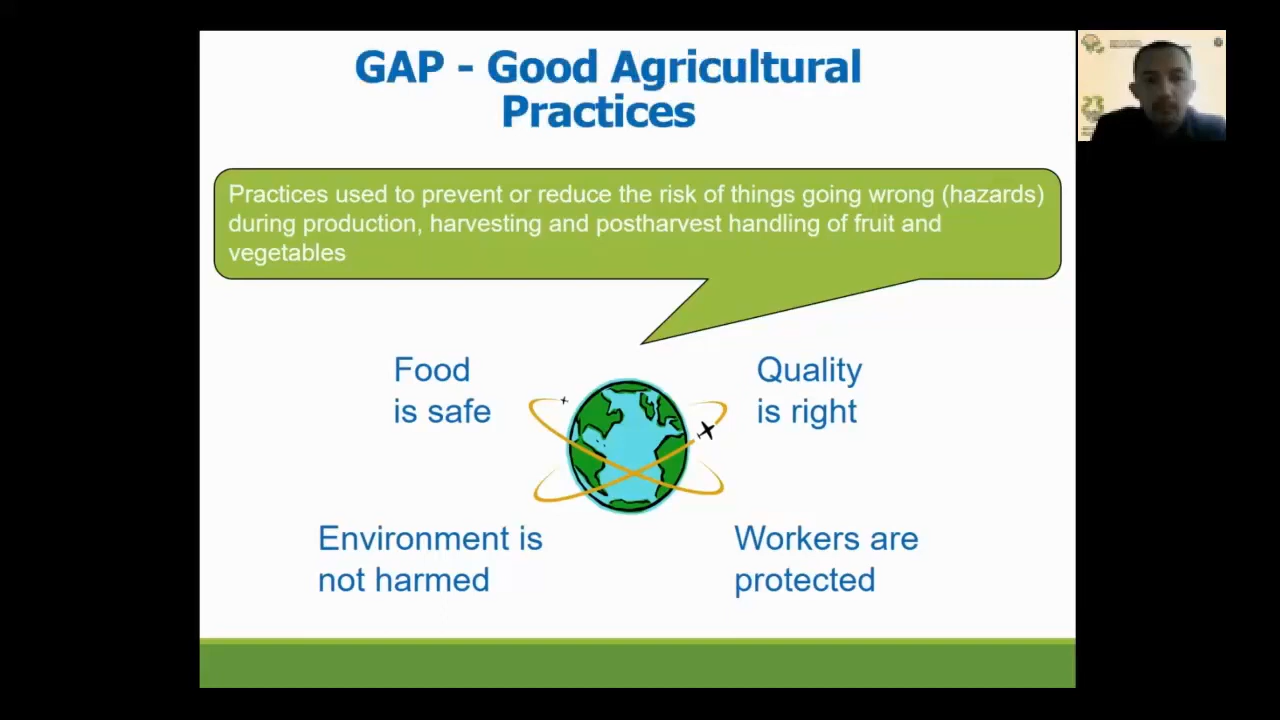 GAP - Good Agricultural
Practices
Practices used to prevent or reduce the risk of things going wrong (hazards)
during production, harvesting and postharvest handling of fruit and
vegetables
Food
is safe
Quality
is right
Environment is
not harmed
Workers are
protected